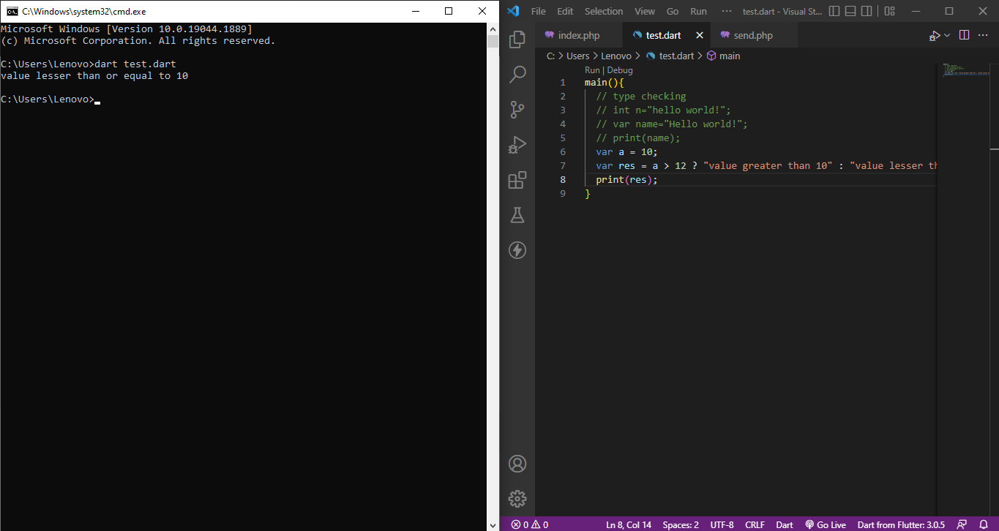 C:\Windows\system32\cmd.exe
Microsoft Windows [Version 10.0.19044.1889]
(c) Microsoft Corporation. All rights reserved.
C:\Users\Lenovo>dart test.dart
value lesser than or equal to 10
C:\Users\Lenovo>
File Edit Selection View Go Run ··· test.dart - Visual St...
index.php test.dart send.php
C: > Users > Lenovo > test.dart > main
Run | Debug
1 main(){
2 // type checking
3 // int n="hello world!";
4 // var name="Hello world!";
5 // print(name);
6 var a = 10;
7 var res = a > 12 ? "value greater than 10" : "value lesser th
8 print(res);
9 }
0 0 Ln 8, Col 14 Spaces: 2 UTF-8 CRLF Dart Go Live Dart from Flutter: 3.0.5